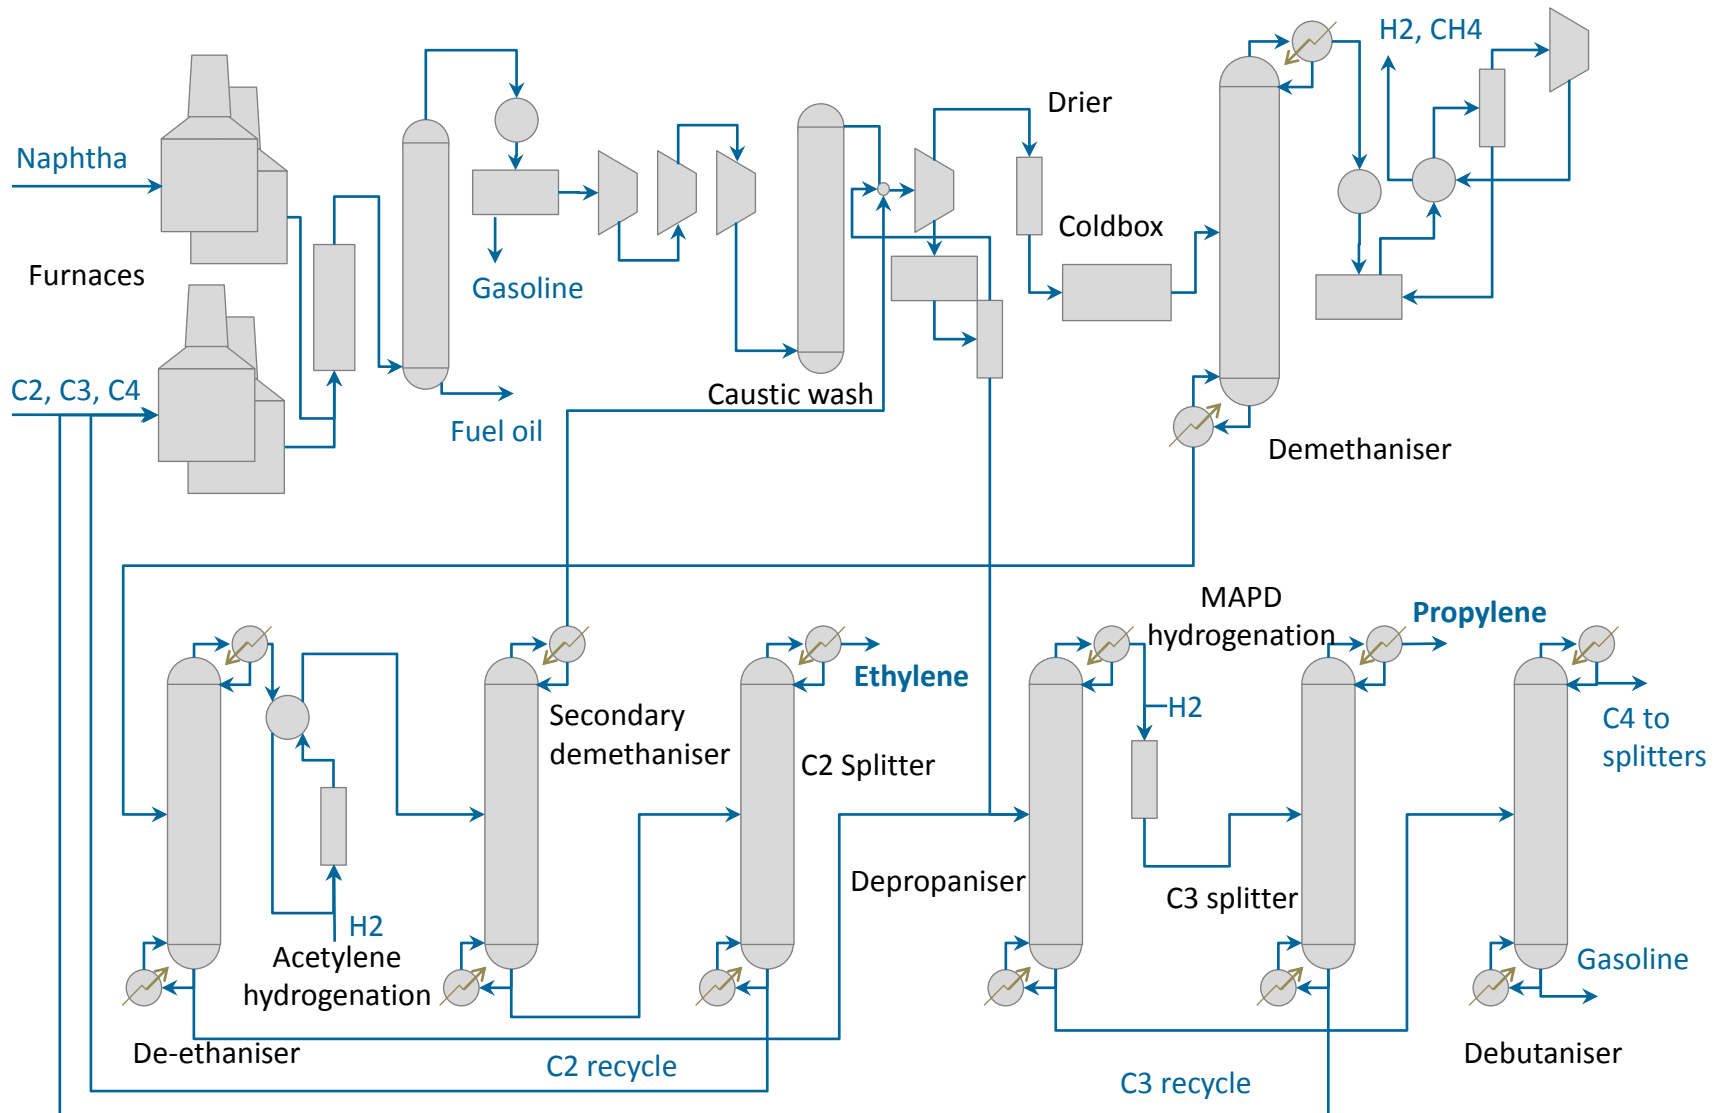 H2, CH4
Drier
Naphtha
Coldbox
Furnaces
Gasoline
C2, C3, C4
Caustic wash
Fuel oil
Demethaniser
MAPD
hydrogenation
Propylene
Ethylene
Secondary
demethaniser
H2
C4 to
splitters
C2 Splitter
Depropaniser
C3 splitter
H2
Acetylene
hydrogenation
Gasoline
De-ethaniser
C2 recycle
C3 recycle
Debutaniser